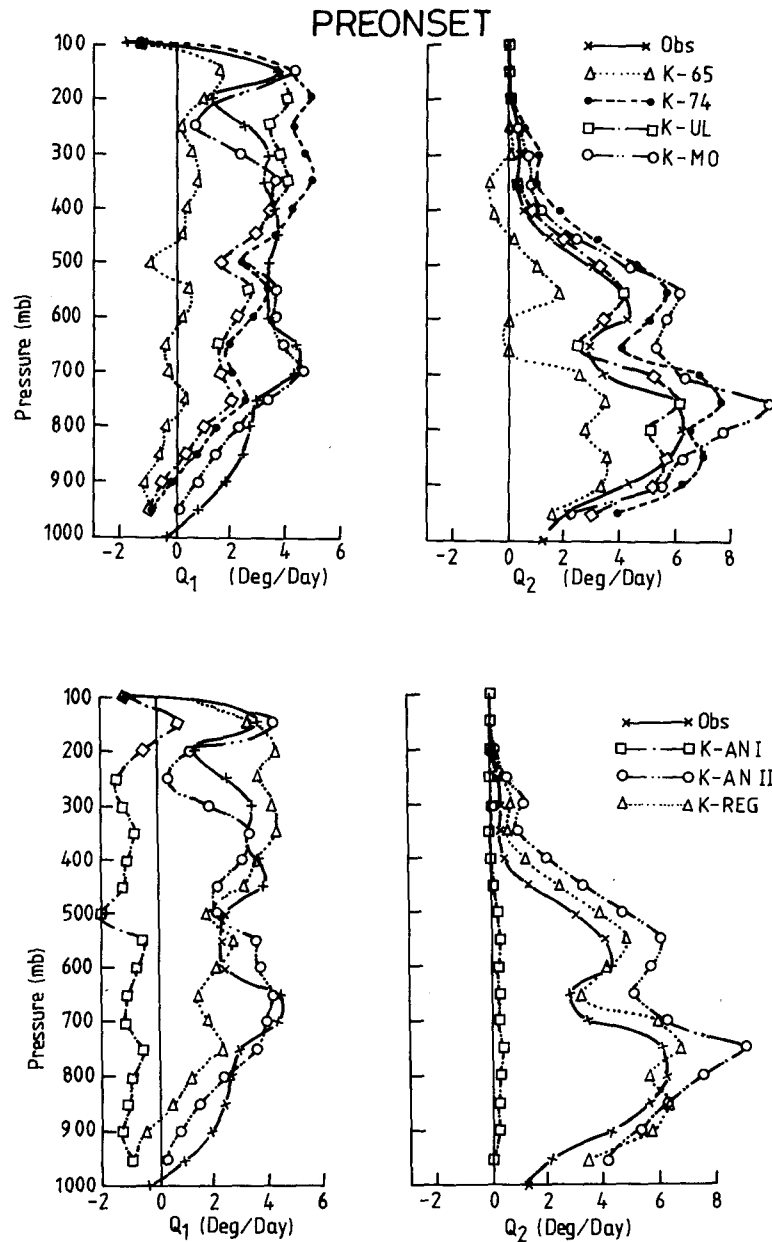 PREONSET
100
200
300
400
500
600
700
800
900
1000
Pressure (mb)
-2 0 2 4 6
Q1 (Deg/Day)
Obs
K-65
K-74
K-UL
K-MO
-2 0 2 4 6 8
Q2 (Deg/Day)
100
200
300
400
500
600
700
800
900
1000
Pressure (mb)
-2 0 2 4 6
Q1 (Deg/Day)
Obs
K-AN I
K-AN II
K-REG
-2 0 2 4 6 8
Q2 (Deg/Day)